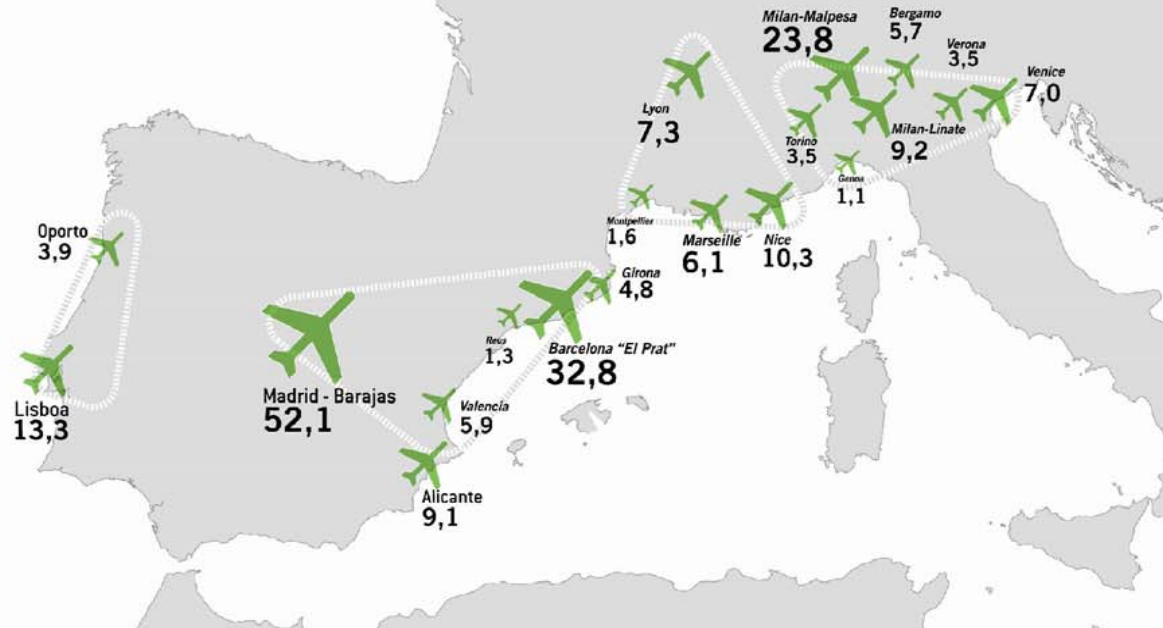 Milan-Malpesa
23,8
Bergamo
5,7
Verona
3,5
Venice
7,0
Lyon
7,3
Torino
3,5
Milan-Linate
9,2
Genoa
1,1
Montpellier
1,6
Marseille
6,1
Nice
10,3
Oporto
3,9
Girona
4,8
Reus
1,3
Barcelona "El Prat"
32,8
Madrid - Barajas
52,1
Lisboa
13,3
Valencia
5,9
Alicante
9,1